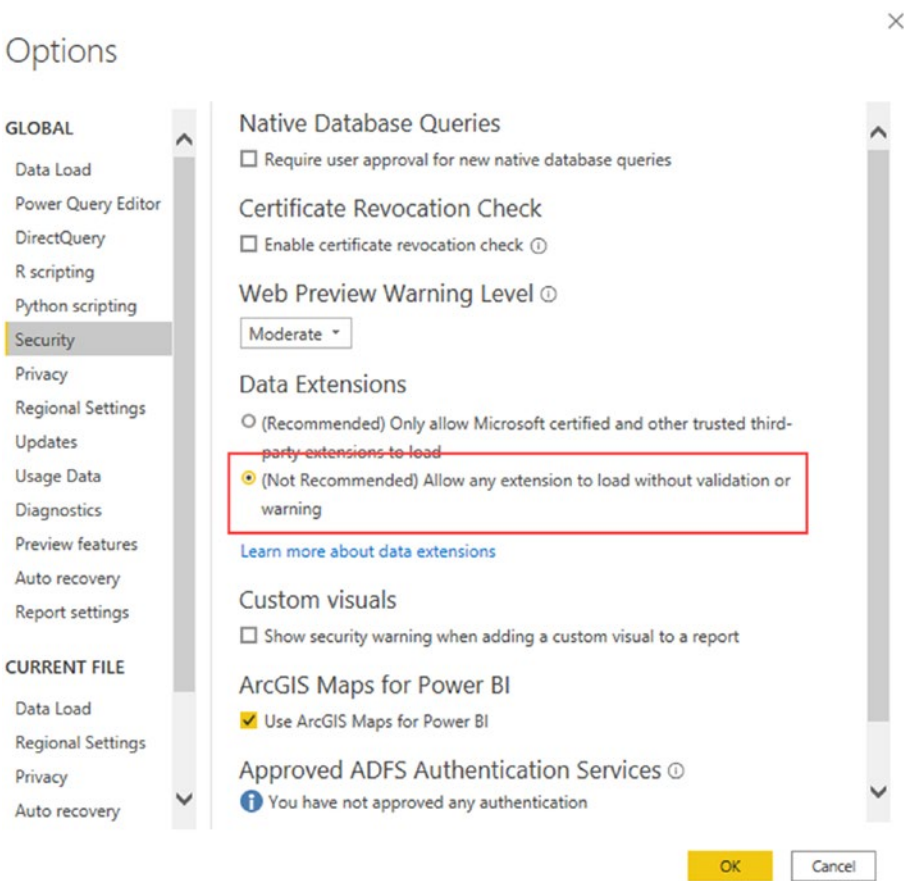 Options
GLOBAL
Data Load
Power Query Editor
DirectQuery
R scripting
Python scripting
Security
Privacy
Regional Settings
Updates
Usage Data
Diagnostics
Preview features
Auto recovery
Report settings
CURRENT FILE
Data Load
Regional Settings
Privacy
Auto recovery
Native Database Queries
Require user approval for new native database queries
Certificate Revocation Check
Enable certificate revocation check
Web Preview Warning Level
Moderate
Data Extensions
(Recommended) Only allow Microsoft certified and other trusted third-
party extensions to load
(Not Recommended) Allow any extension to load without validation or
warning
Learn more about data extensions
Custom visuals
Show security warning when adding a custom visual to a report
ArcGIS Maps for Power BI
Use ArcGIS Maps for Power BI
Approved ADFS Authentication Services
You have not approved any authentication
OK
Cancel